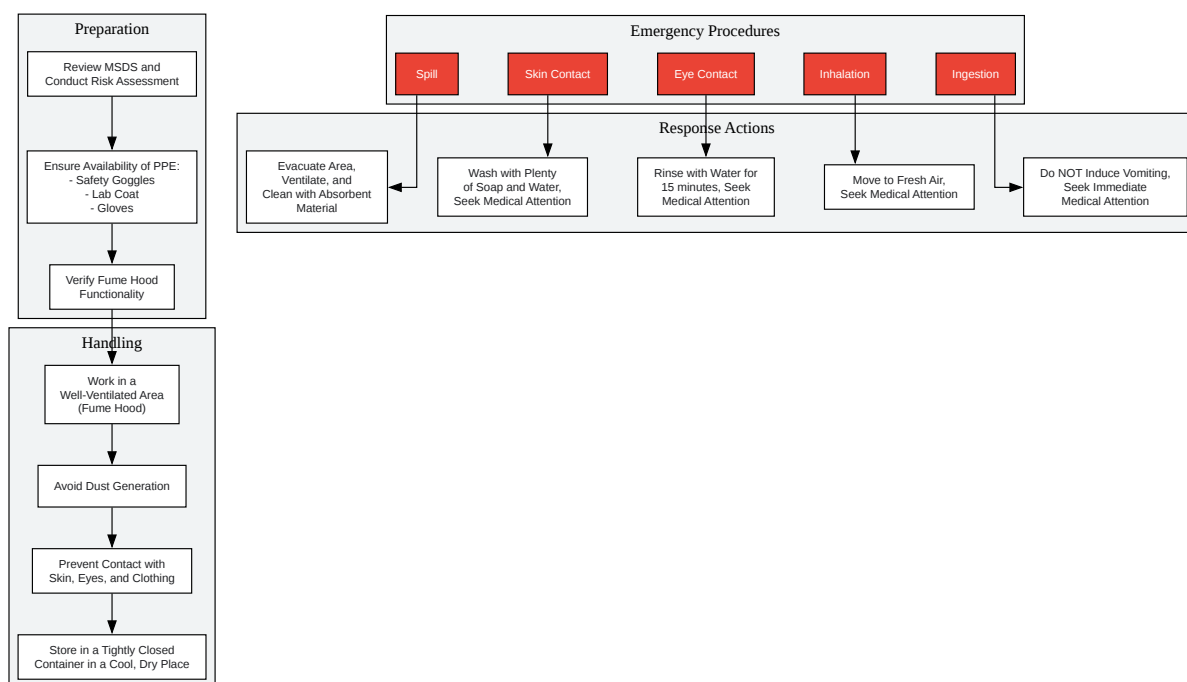 Preparation
Review MSDS and
Conduct Risk Assessment
Ensure Availability of PPE:
- Safety Goggles
- Lab Coat
- Gloves
Verify Fume Hood
Functionality
Handling
Work in a
Well-Ventilated Area
(Fume Hood)
Avoid Dust Generation
Prevent Contact with
Skin, Eyes, and Clothing
Store in a Tightly Closed
Container in a Cool, Dry Place
Emergency Procedures
Spill
Skin Contact
Eye Contact
Inhalation
Ingestion
Response Actions
Evacuate Area,
Ventilate, and
Clean with Absorbent
Material
Wash with Plenty
of Soap and Water,
Seek Medical Attention
Rinse with Water for
15 minutes, Seek
Medical Attention
Move to Fresh Air,
Seek Medical Attention
Do NOT Induce Vomiting,
Seek Immediate
Medical Attention